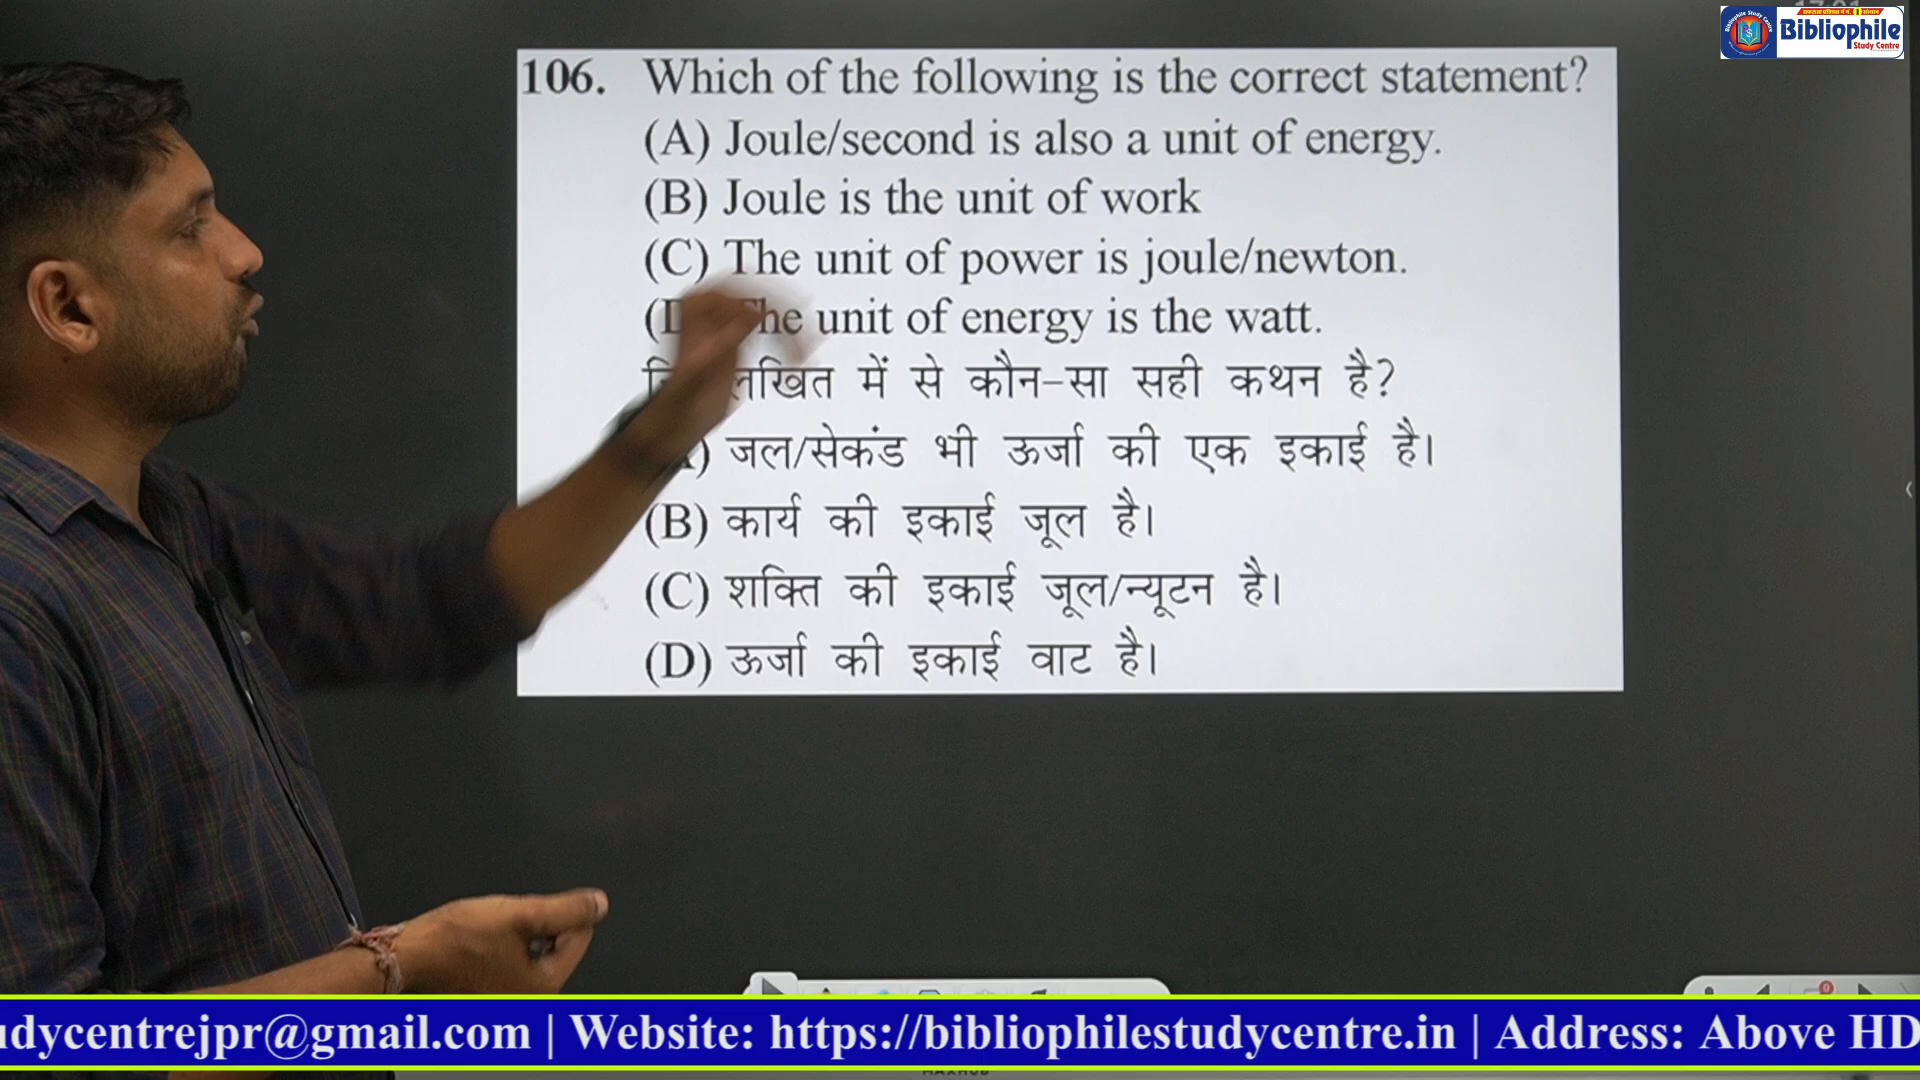 Bibliophile
Study Centre
106. Which of the following is the correct statement?
(A) Joule/second is also a unit of energy.
(B) Joule is the unit of work
(C) The unit of power is joule/newton.
unit of energy is the watt.
में से कौन-सा सही कथन है?
जल/सेकंड भी ऊर्जा की एक इकाई है।
(B) कार्य की इकाई जूल है।
(C) शक्ति की इकाई जूल/न्यूटन है।
(D) ऊर्जा की इकाई वाट है।
udycentrejpr@gmail.com | Website: https://bibliophilestudycentre.in | Address: Above HD